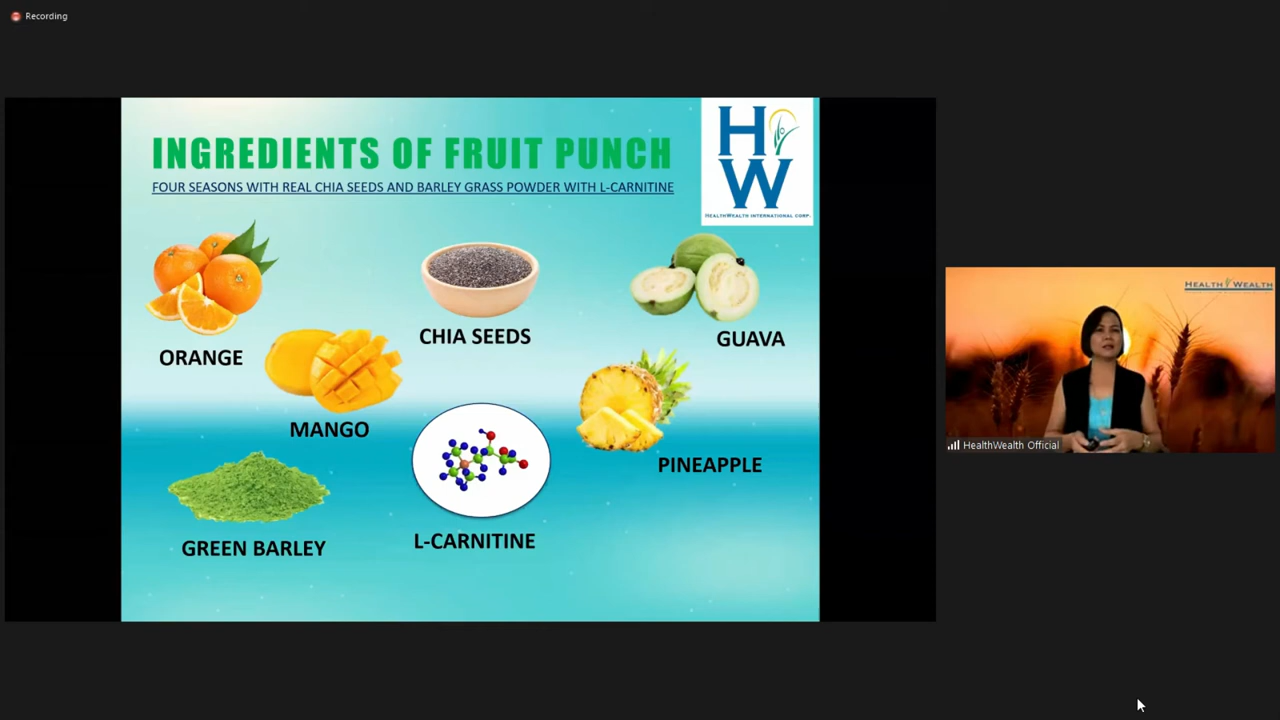 Recording
INGREDIENTS OF FRUIT PUNCH
FOUR SEASONS WITH REAL CHIA SEEDS AND BARLEY GRASS POWDER WITH L-CARNITINE
H
W
HEALTHWEALTH INTERNATIONAL CORP.
ORANGE
CHIA SEEDS
GUAVA
MANGO
PINEAPPLE
GREEN BARLEY
L-CARNITINE
HEALTH WEALTH
HealthWealth Official